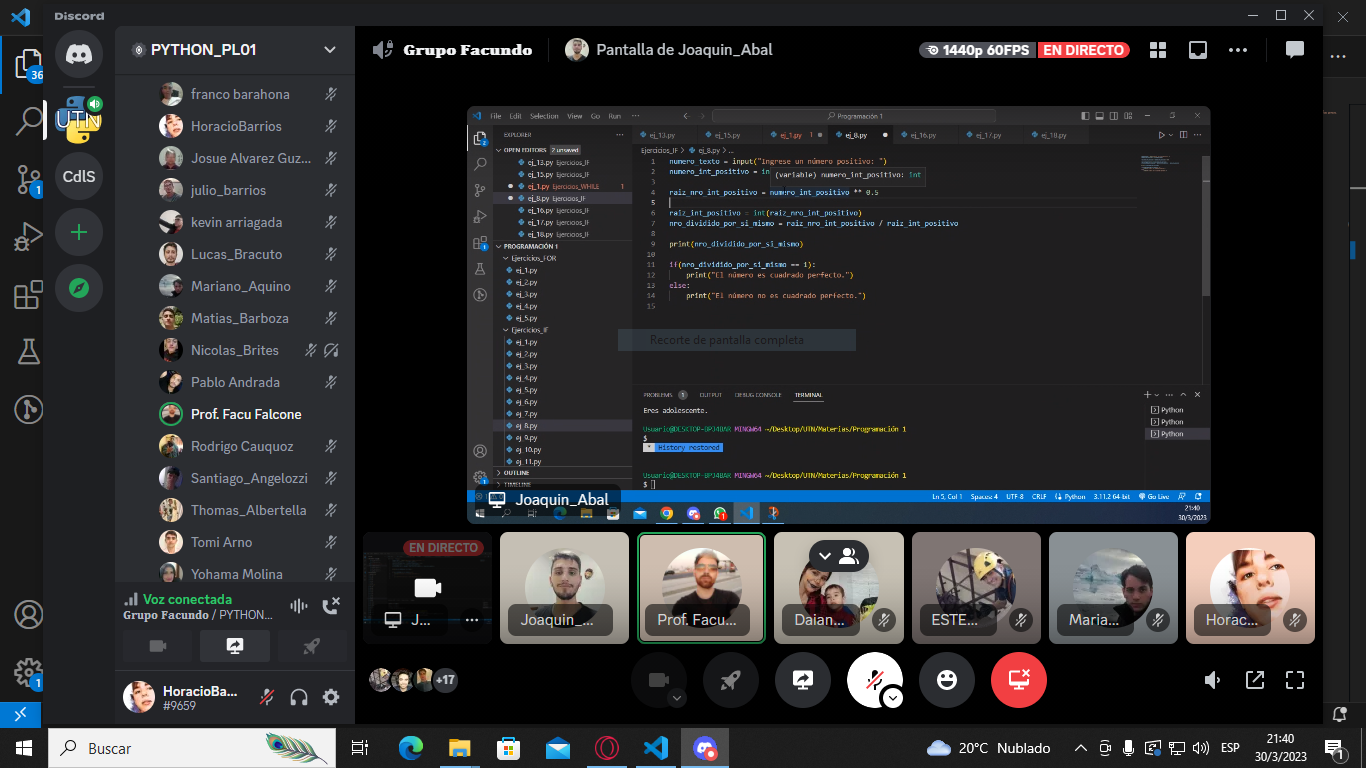 Discord
PYTHON_PL01
Grupo Facundo
Pantalla de Joaquin_Abal
1440p 60FPS
EN DIRECTO
36
1
UTN
CdlS
franco barahona
HoracioBarrios
Josue Alvarez Guz...
julio_barrios
kevin arriagada
Lucas_Bracuto
Mariano_Aquino
Matias_Barboza
Nicolas_Brites
Pablo Andrada
Prof. Facu Falcone
Rodrigo Cauquoz
Santiago_Angelozzi
Thomas_Albertella
Tomi Arno
Yohama Molina
Voz conectada
Grupo Facundo / PYTHON...
HoracioBa...
#9659
File Edit Selection View Go Run ...
Programación 1
EXPLORER
OPEN EDITORS 2 unsaved
ej_13.py Ejercicios_IF
ej_15.py Ejercicios_IF
ej_1.py Ejercicios_WHILE 1
ej_8.py Ejercicios_IF
ej_16.py Ejercicios_IF
ej_17.py Ejercicios_IF
ej_18.py Ejercicios_IF
PROGRAMACIÓN 1
Ejercicios_FOR
ej_1.py
ej_2.py
ej_3.py
ej_4.py
ej_5.py
Ejercicios_IF
ej_1.py
ej_2.py
ej_3.py
ej_4.py
ej_5.py
ej_6.py
ej_7.py
ej_8.py
ej_9.py
ej_10.py
ej_11.py
OUTLINE
TIMELINE
ej_13.py ej_15.py ej_1.py 1 ej_8.py ej_16.py ej_17.py ej_18.py
Ejercicios_IF > ej_8.py > ...
1 numero_texto = input("Ingrese un número positivo: ")
2 numero_int_positivo = in
(variable) numero_int_positivo: int
3
4 raiz_nro_int_positivo = numero_int_positivo ** 0.5
5
6 raiz_int_positivo = int(raiz_nro_int_positivo)
7 nro_dividido_por_si_mismo = raiz_nro_int_positivo / raiz_int_positivo
8
9 print(nro_dividido_por_si_mismo)
10
11 if(nro_dividido_por_si_mismo == 1):
12 print("El número es cuadrado perfecto.")
13 else:
14 print("El número no es cuadrado perfecto.")
15
Recorte de pantalla completa
PROBLEMS 1 OUTPUT DEBUG CONSOLE TERMINAL
Eres adolescente.
Usuario@DESKTOP-DPJ4BAR MINGW64 ~/Desktop/UTN/Materias/Programación 1
$
* History restored
Usuario@DESKTOP-DPJ4BAR MINGW64 ~/Desktop/UTN/Materias/Programación 1
$
Python
Python
Python
Ln 5, Col 1 Spaces: 4 UTF-8 CRLF Python 3.11.2 64-bit Go Live
Joaquin_Abal
21:40
30/3/2023
EN DIRECTO
J...
Joaquin_...
Prof. Facu...
Daian...
ESTE...
Maria...
Horac...
+17
Buscar
20°C Nublado
ESP
21:40
30/3/2023
1